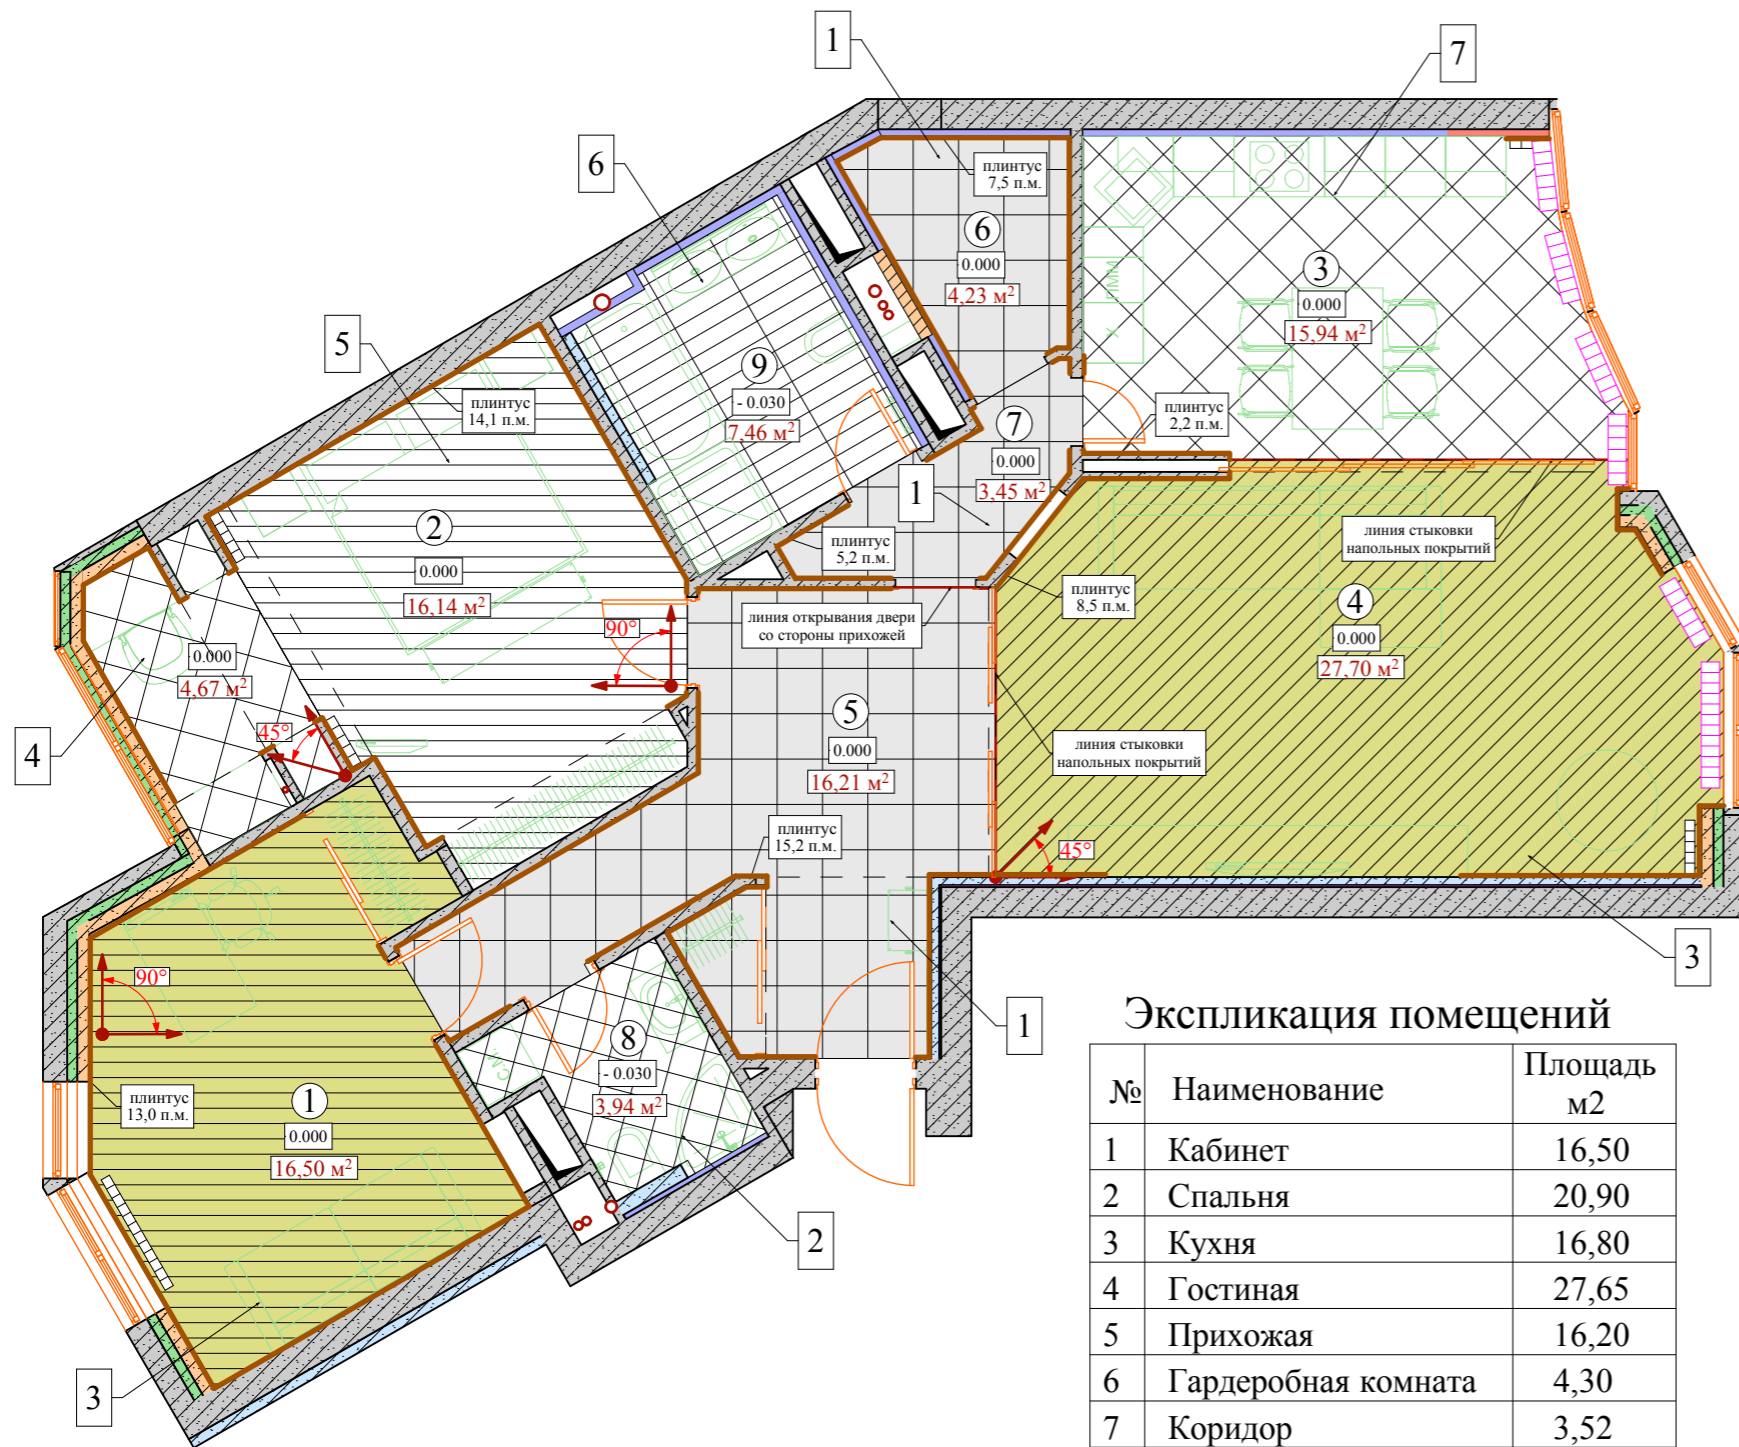 1
7
6
плинтус
7,5 п.м.
6
0.000
4,23 м²
3
0.000
15,94 м²
ПММ
Х
5
плинтус
14,1 п.м.
9
- 0.030
7,46 м²
плинтус
2,2 п.м.
7
0.000
3,45 м²
1
2
0.000
16,14 м²
плинтус
5,2 п.м.
линия стыковки
напольных покрытий
плинтус
8,5 п.м.
4
0.000
27,70 м²
линия открывания двери
со стороны прихожей
90°
0.000
4,67 м²
4
45°
5
0.000
16,21 м²
линия стыковки
напольных покрытий
плинтус
15,2 п.м.
45°
3
90°
1
8
- 0.030
3,94 м²
СМ.
плинтус
13,0 п.м.
1
0.000
16,50 м²
2
3
Экспликация помещений
№ Наименование Площадь
м2
1 Кабинет 16,50
2 Спальня 20,90
3 Кухня 16,80
4 Гостиная 27,65
5 Прихожая 16,20
6 Гардеробная комната 4,30
7 Коридор 3,52